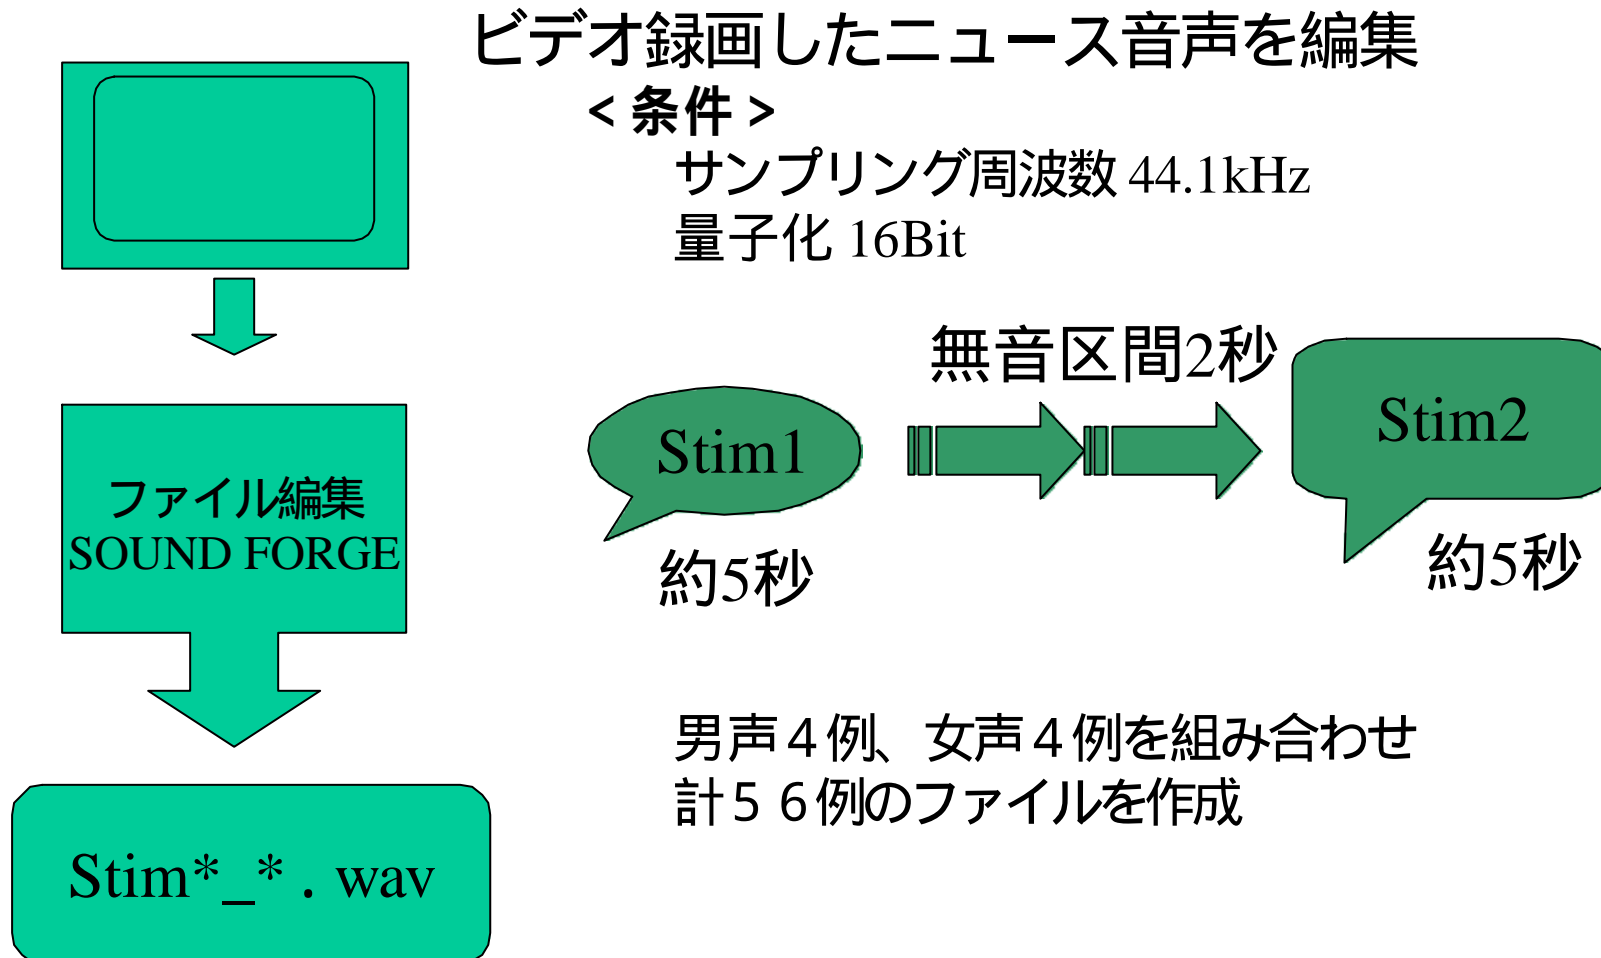 ビデオ録画したニュース音声を編集
<条件>
サンプリング周波数 44.1kHz
量子化 16Bit
無音区間2秒
Stim1
Stim2
約5秒
約5秒
ファイル編集
SOUND FORGE
男声４例、女声４例を組み合わせ
計５６例のファイルを作成
Stim*_* . wav